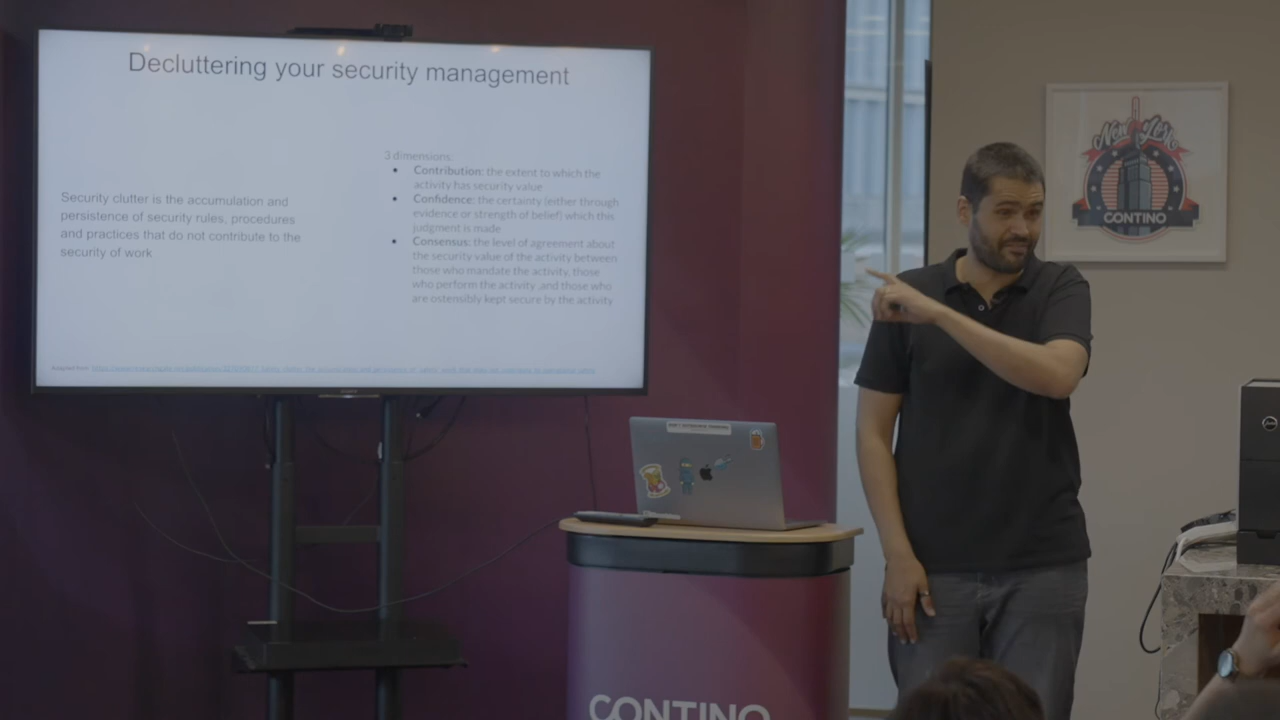 Decluttering your security management
Security clutter is the accumulation and
persistence of security rules, procedures
and practices that do not contribute to the
security of work
3 dimensions:
Contribution: the extent to which the
activity has security value
Confidence: the certainty (either through
evidence or strength of belief) which this
judgment is made
Consensus: the level of agreement about
the security value of the activity between
those who mandate the activity, those
who perform the activity ,and those who
are ostensibly kept secure by the activity
Adapted from
CONTINO
CONTINO